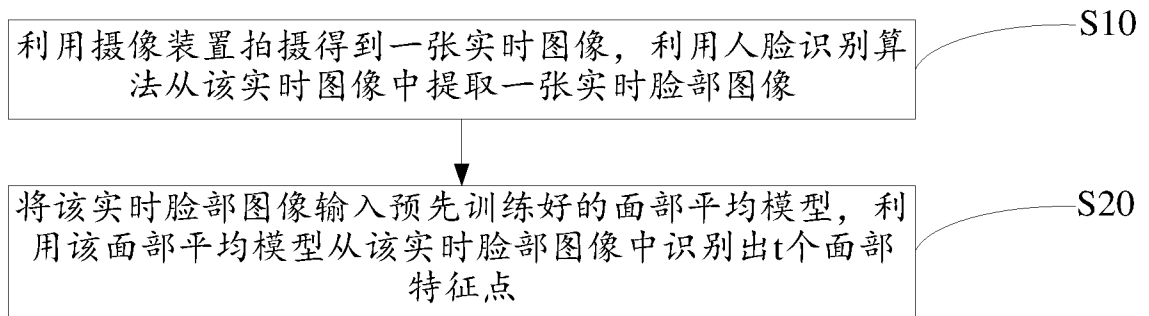 利用摄像装置拍摄得到一张实时图像，利用人脸识别算
法从该实时图像中提取一张实时脸部图像
S10
将该实时脸部图像输入预先训练好的面部平均模型，利
用该面部平均模型从该实时脸部图像中识别出t个面部
特征点
S20